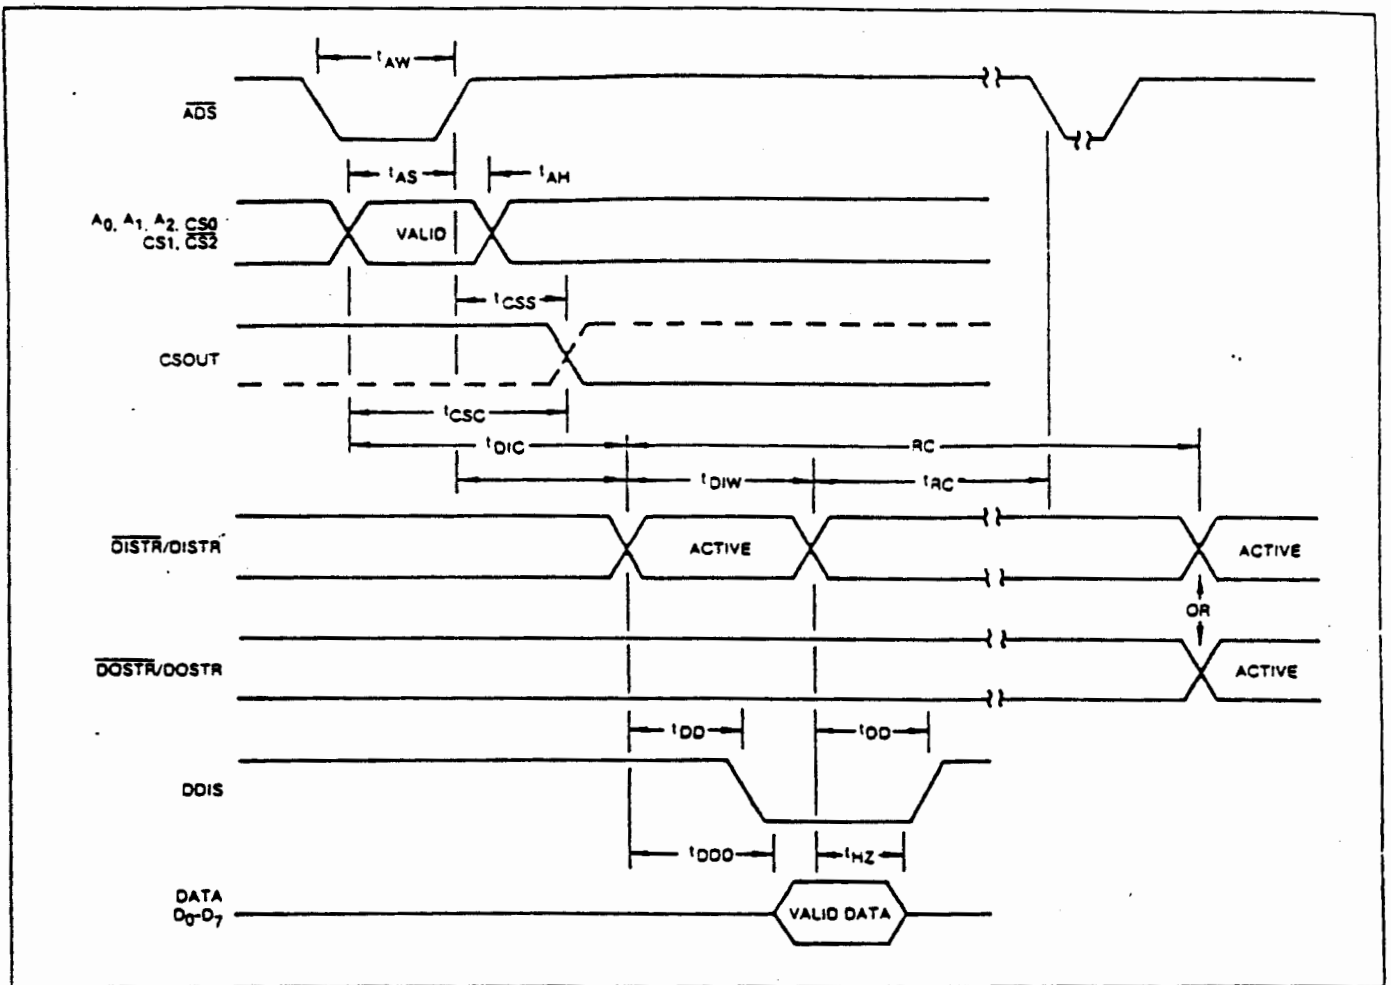 tAW
ADS
tAS
tAH
A0, A1, A2, CS0
CS1, CS2
VALID
tCSS
CSOUT
tCSC
tDIC
RC
tDIW
tRC
DISTR/DISTR
ACTIVE
ACTIVE
OR
DOSTR/DOSTR
ACTIVE
tDD
tDD
DDIS
tDDD
tHZ
DATA
D0-D7
VALID DATA